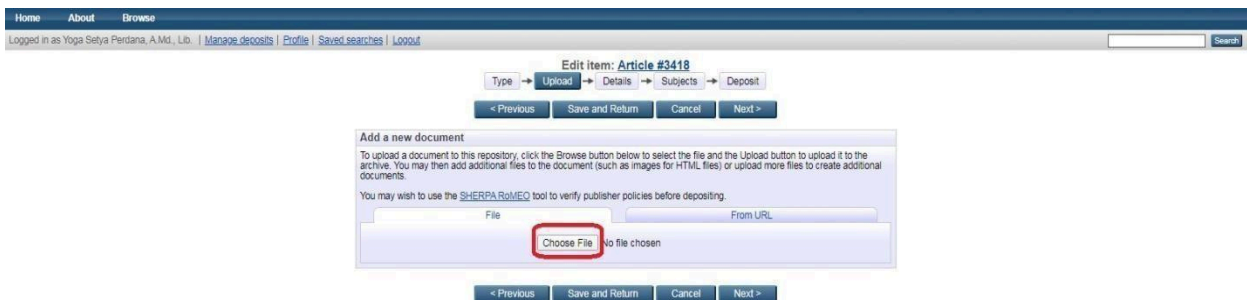 Home About Browse
Logged in as Yoga Setya Perdana, A.Md., Lib. | Manage deposits | Profile | Saved searches | Logout
Search
Edit item: Article #3418
Type → Upload → Details → Subjects → Deposit
< Previous Save and Return Cancel Next >
Add a new document
To upload a document to this repository, click the Browse button below to select the file and the Upload button to upload it to the
archive. You may then add additional files to the document (such as images for HTML files) or upload more files to create additional
documents.
You may wish to use the SHERPA RoMEO tool to verify publisher policies before depositing.
File From URL
Choose File No file chosen
< Previous Save and Return Cancel Next >